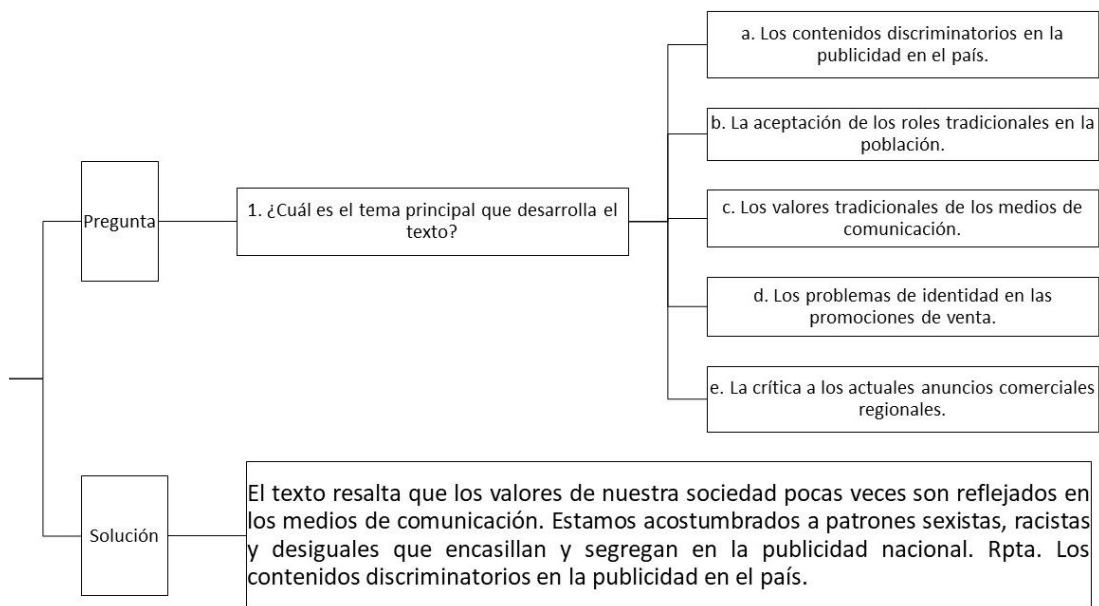 Pregunta
1. ¿Cuál es el tema principal que desarrolla el
texto?
a. Los contenidos discriminatorios en la
publicidad en el país.
b. La aceptación de los roles tradicionales en la
población.
c. Los valores tradicionales de los medios de
comunicación.
d. Los problemas de identidad en las
promociones de venta.
e. La crítica a los actuales anuncios comerciales
regionales.
Solución
El texto resalta que los valores de nuestra sociedad pocas veces son reflejados en
los medios de comunicación. Estamos acostumbrados a patrones sexistas, racistas
y desiguales que encasillan y segregan en la publicidad nacional. Rpta. Los
contenidos discriminatorios en la publicidad en el país.